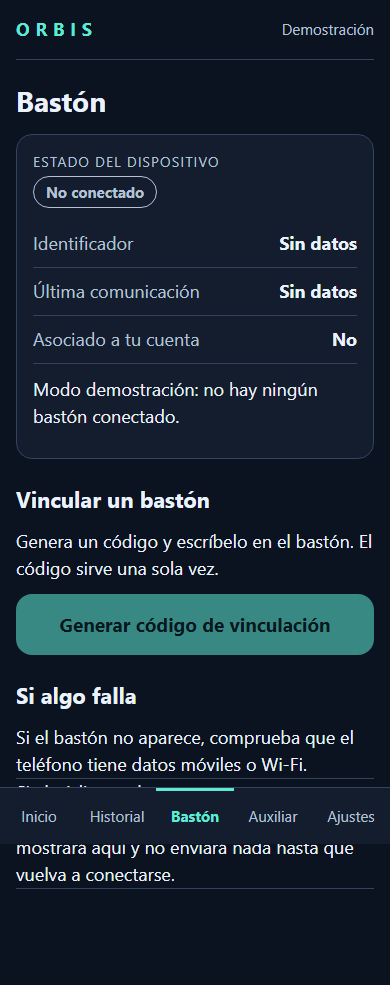 ORBIS
Demostración
Bastón
ESTADO DEL DISPOSITIVO
No conectado
Identificador Sin datos
Última comunicación Sin datos
Asociado a tu cuenta No
Modo demostración: no hay ningún
bastón conectado.
Vincular un bastón
Genera un código y escríbelo en el bastón. El
código sirve una sola vez.
Generar código de vinculación
Si algo falla
Si el bastón no aparece, comprueba que el
teléfono tiene datos móviles o Wi-Fi.
Inicio Historial Bastón Auxiliar Ajustes
mostrará aquí y no enviará nada hasta que
vuelva a conectarse.